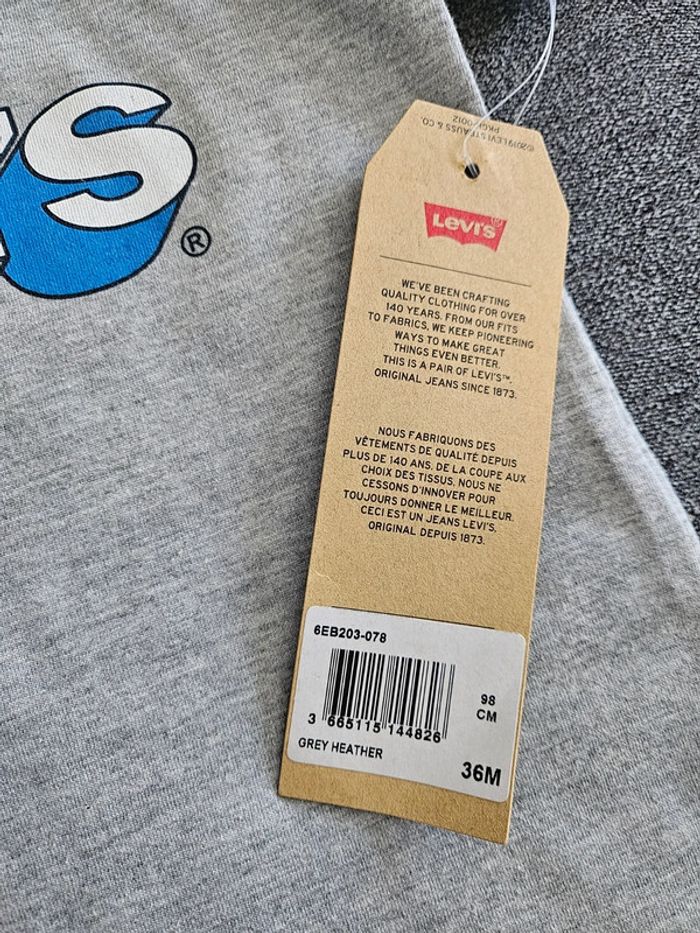 S
®
©2019 LEVI STRAUSS & CO.
Levi's
WE'VE BEEN CRAFTING
QUALITY CLOTHING FOR OVER
140 YEARS. FROM OUR FITS
TO FABRICS, WE KEEP PIONEERING
WAYS TO MAKE GREAT
THINGS EVEN BETTER.
THIS IS A PAIR OF LEVI'S™.
ORIGINAL JEANS SINCE 1873.
NOUS FABRIQUONS DES
VÊTEMENTS DE QUALITÉ DEPUIS
PLUS DE 140 ANS. DE LA COUPE AUX
CHOIX DES TISSUS, NOUS NE
CESSONS D'INNOVER POUR
TOUJOURS DONNER LE MEILLEUR.
CECI EST UN JEANS LEVI'S.
ORIGINAL DEPUIS 1873.
6EB203-078
98
CM
3 665115 144826
GREY HEATHER
36M